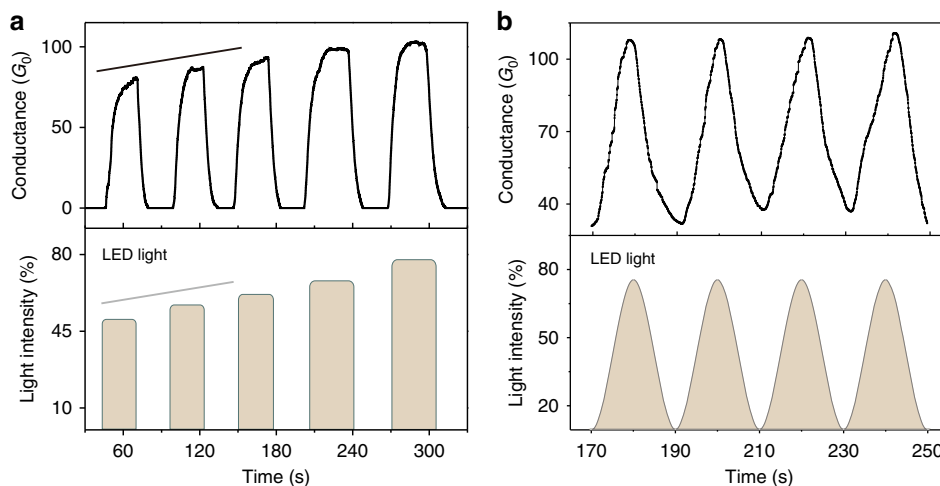 a
Conductance (G0)
100
50
0
Light intensity (%)
80
45
10
LED light
60 120 180 240 300
Time (s)
b
Conductance (G0)
110
70
40
Light intensity (%)
80
50
20
LED light
170 190 210 230 250
Time (s)